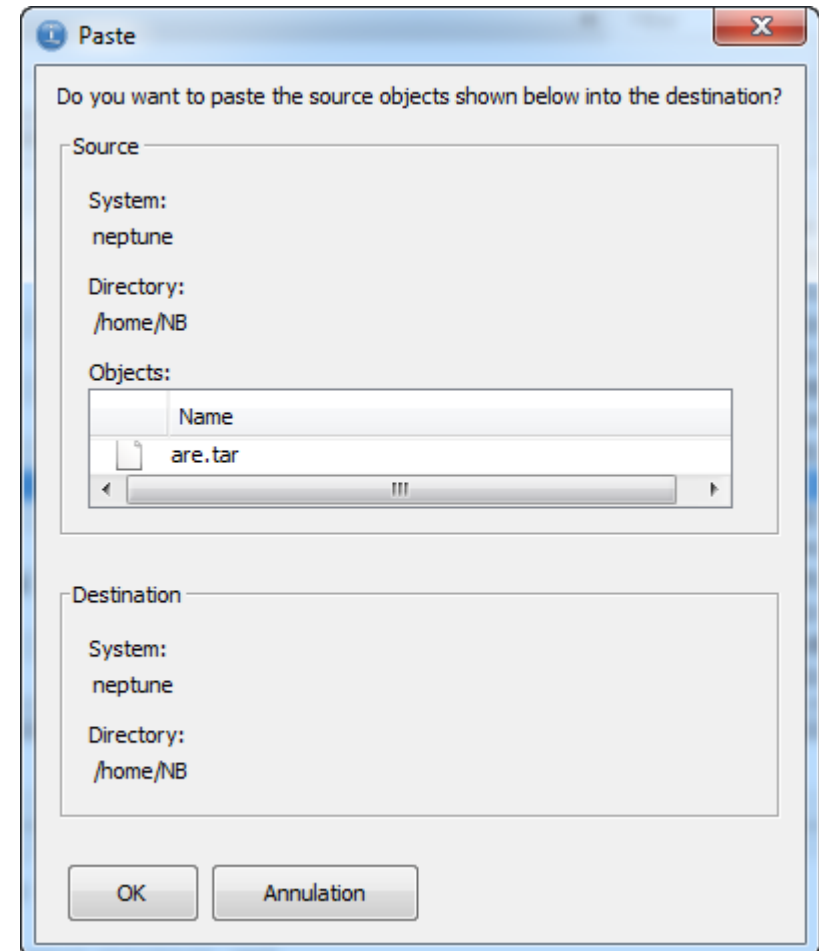 Paste
Do you want to paste the source objects shown below into the destination?
Source
System:
neptune
Directory:
/home/NB
Objects:
Name
are.tar
Destination
System:
neptune
Directory:
/home/NB
OK Annulation